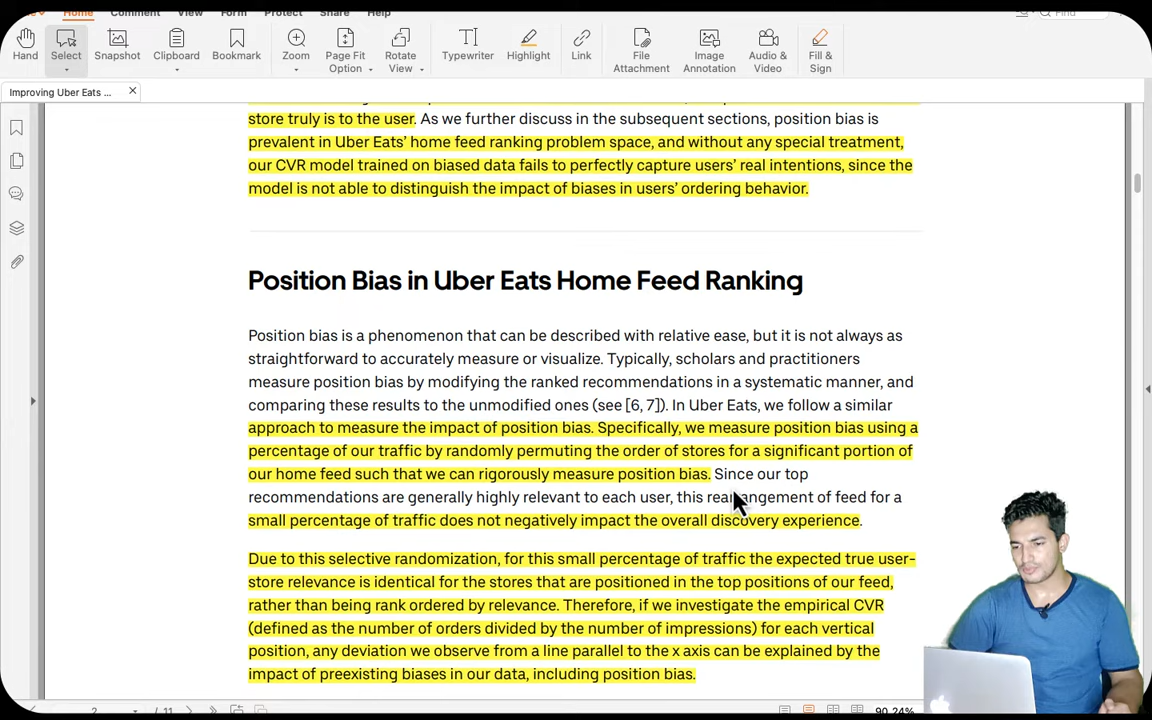 Home Comment View Form Protect Share Help
Find
Hand Select Snapshot Clipboard Bookmark Zoom Page Fit Option Rotate View Typewriter Highlight Link File Attachment Image Annotation Audio & Video Fill & Sign
Improving Uber Eats ...
store truly is to the user. As we further discuss in the subsequent sections, position bias is
prevalent in Uber Eats’ home feed ranking problem space, and without any special treatment,
our CVR model trained on biased data fails to perfectly capture users’ real intentions, since the
model is not able to distinguish the impact of biases in users’ ordering behavior.
Position Bias in Uber Eats Home Feed Ranking
Position bias is a phenomenon that can be described with relative ease, but it is not always as
straightforward to accurately measure or visualize. Typically, scholars and practitioners
measure position bias by modifying the ranked recommendations in a systematic manner, and
comparing these results to the unmodified ones (see [6, 7]). In Uber Eats, we follow a similar
approach to measure the impact of position bias. Specifically, we measure position bias using a
percentage of our traffic by randomly permuting the order of stores for a significant portion of
our home feed such that we can rigorously measure position bias. Since our top
recommendations are generally highly relevant to each user, this rearrangement of feed for a
small percentage of traffic does not negatively impact the overall discovery experience.
Due to this selective randomization, for this small percentage of traffic the expected true user-
store relevance is identical for the stores that are positioned in the top positions of our feed,
rather than being rank ordered by relevance. Therefore, if we investigate the empirical CVR
(defined as the number of orders divided by the number of impressions) for each vertical
position, any deviation we observe from a line parallel to the x axis can be explained by the
impact of preexisting biases in our data, including position bias.
2 / 11 90.24%